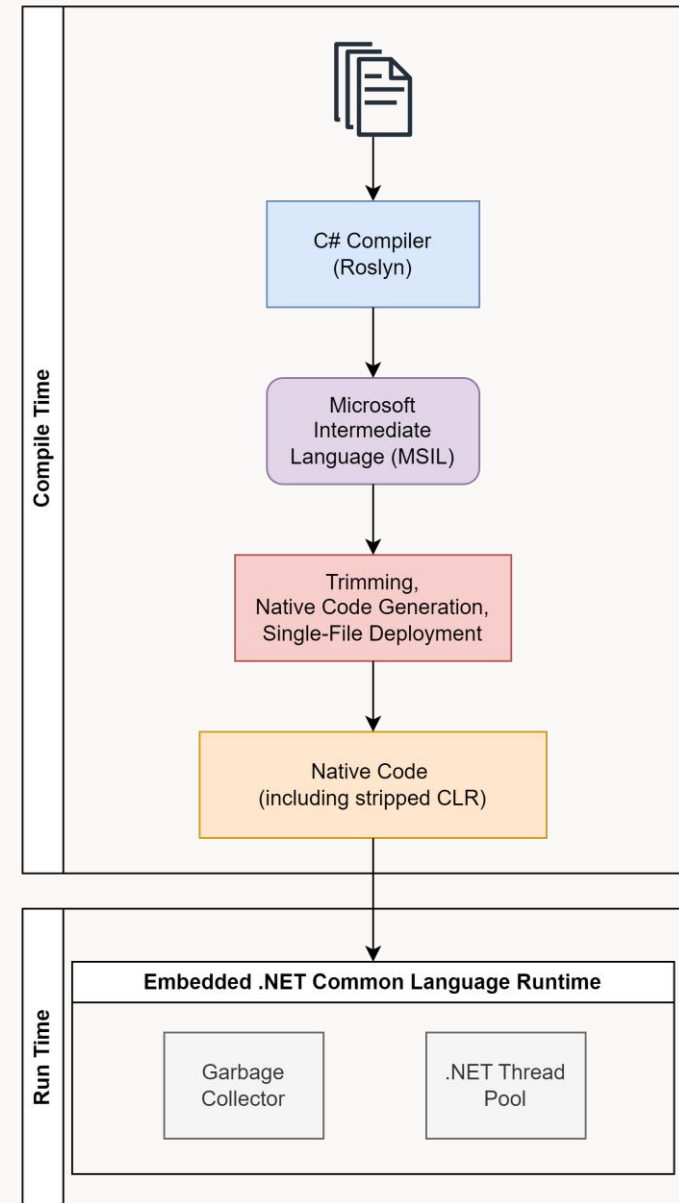 Compile Time
C# Compiler
(Roslyn)
Microsoft
Intermediate
Language (MSIL)
Trimming,
Native Code Generation,
Single-File Deployment
Native Code
(including stripped CLR)
Run Time
Embedded .NET Common Language Runtime
Garbage
Collector
.NET Thread
Pool